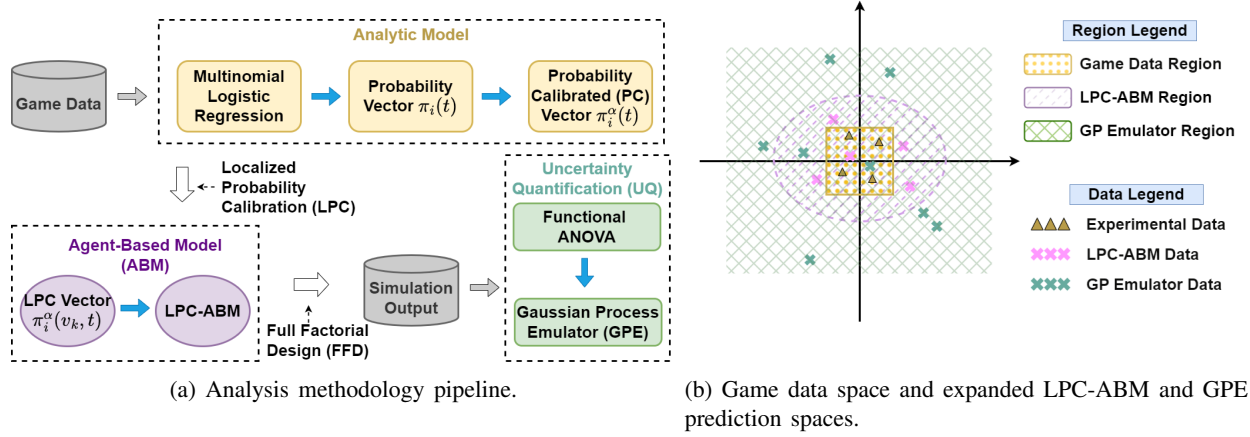 Analytic Model
Game Data
Multinomial
Logistic
Regression
Probability
Vector πᵢ(t)
Probability
Calibrated (PC)
Vector πᵢᵅ(t)
Localized
Probability
Calibration (LPC)
Agent-Based Model
(ABM)
LPC Vector
πᵢᵅ(vₖ, t)
LPC-ABM
Full Factorial
Design (FFD)
Simulation
Output
Uncertainty
Quantification (UQ)
Functional
ANOVA
Gaussian Process
Emulator (GPE)
(a) Analysis methodology pipeline.
Region Legend
Game Data Region
LPC-ABM Region
GP Emulator Region
Data Legend
Experimental Data
LPC-ABM Data
GP Emulator Data
(b) Game data space and expanded LPC-ABM and GPE
prediction spaces.